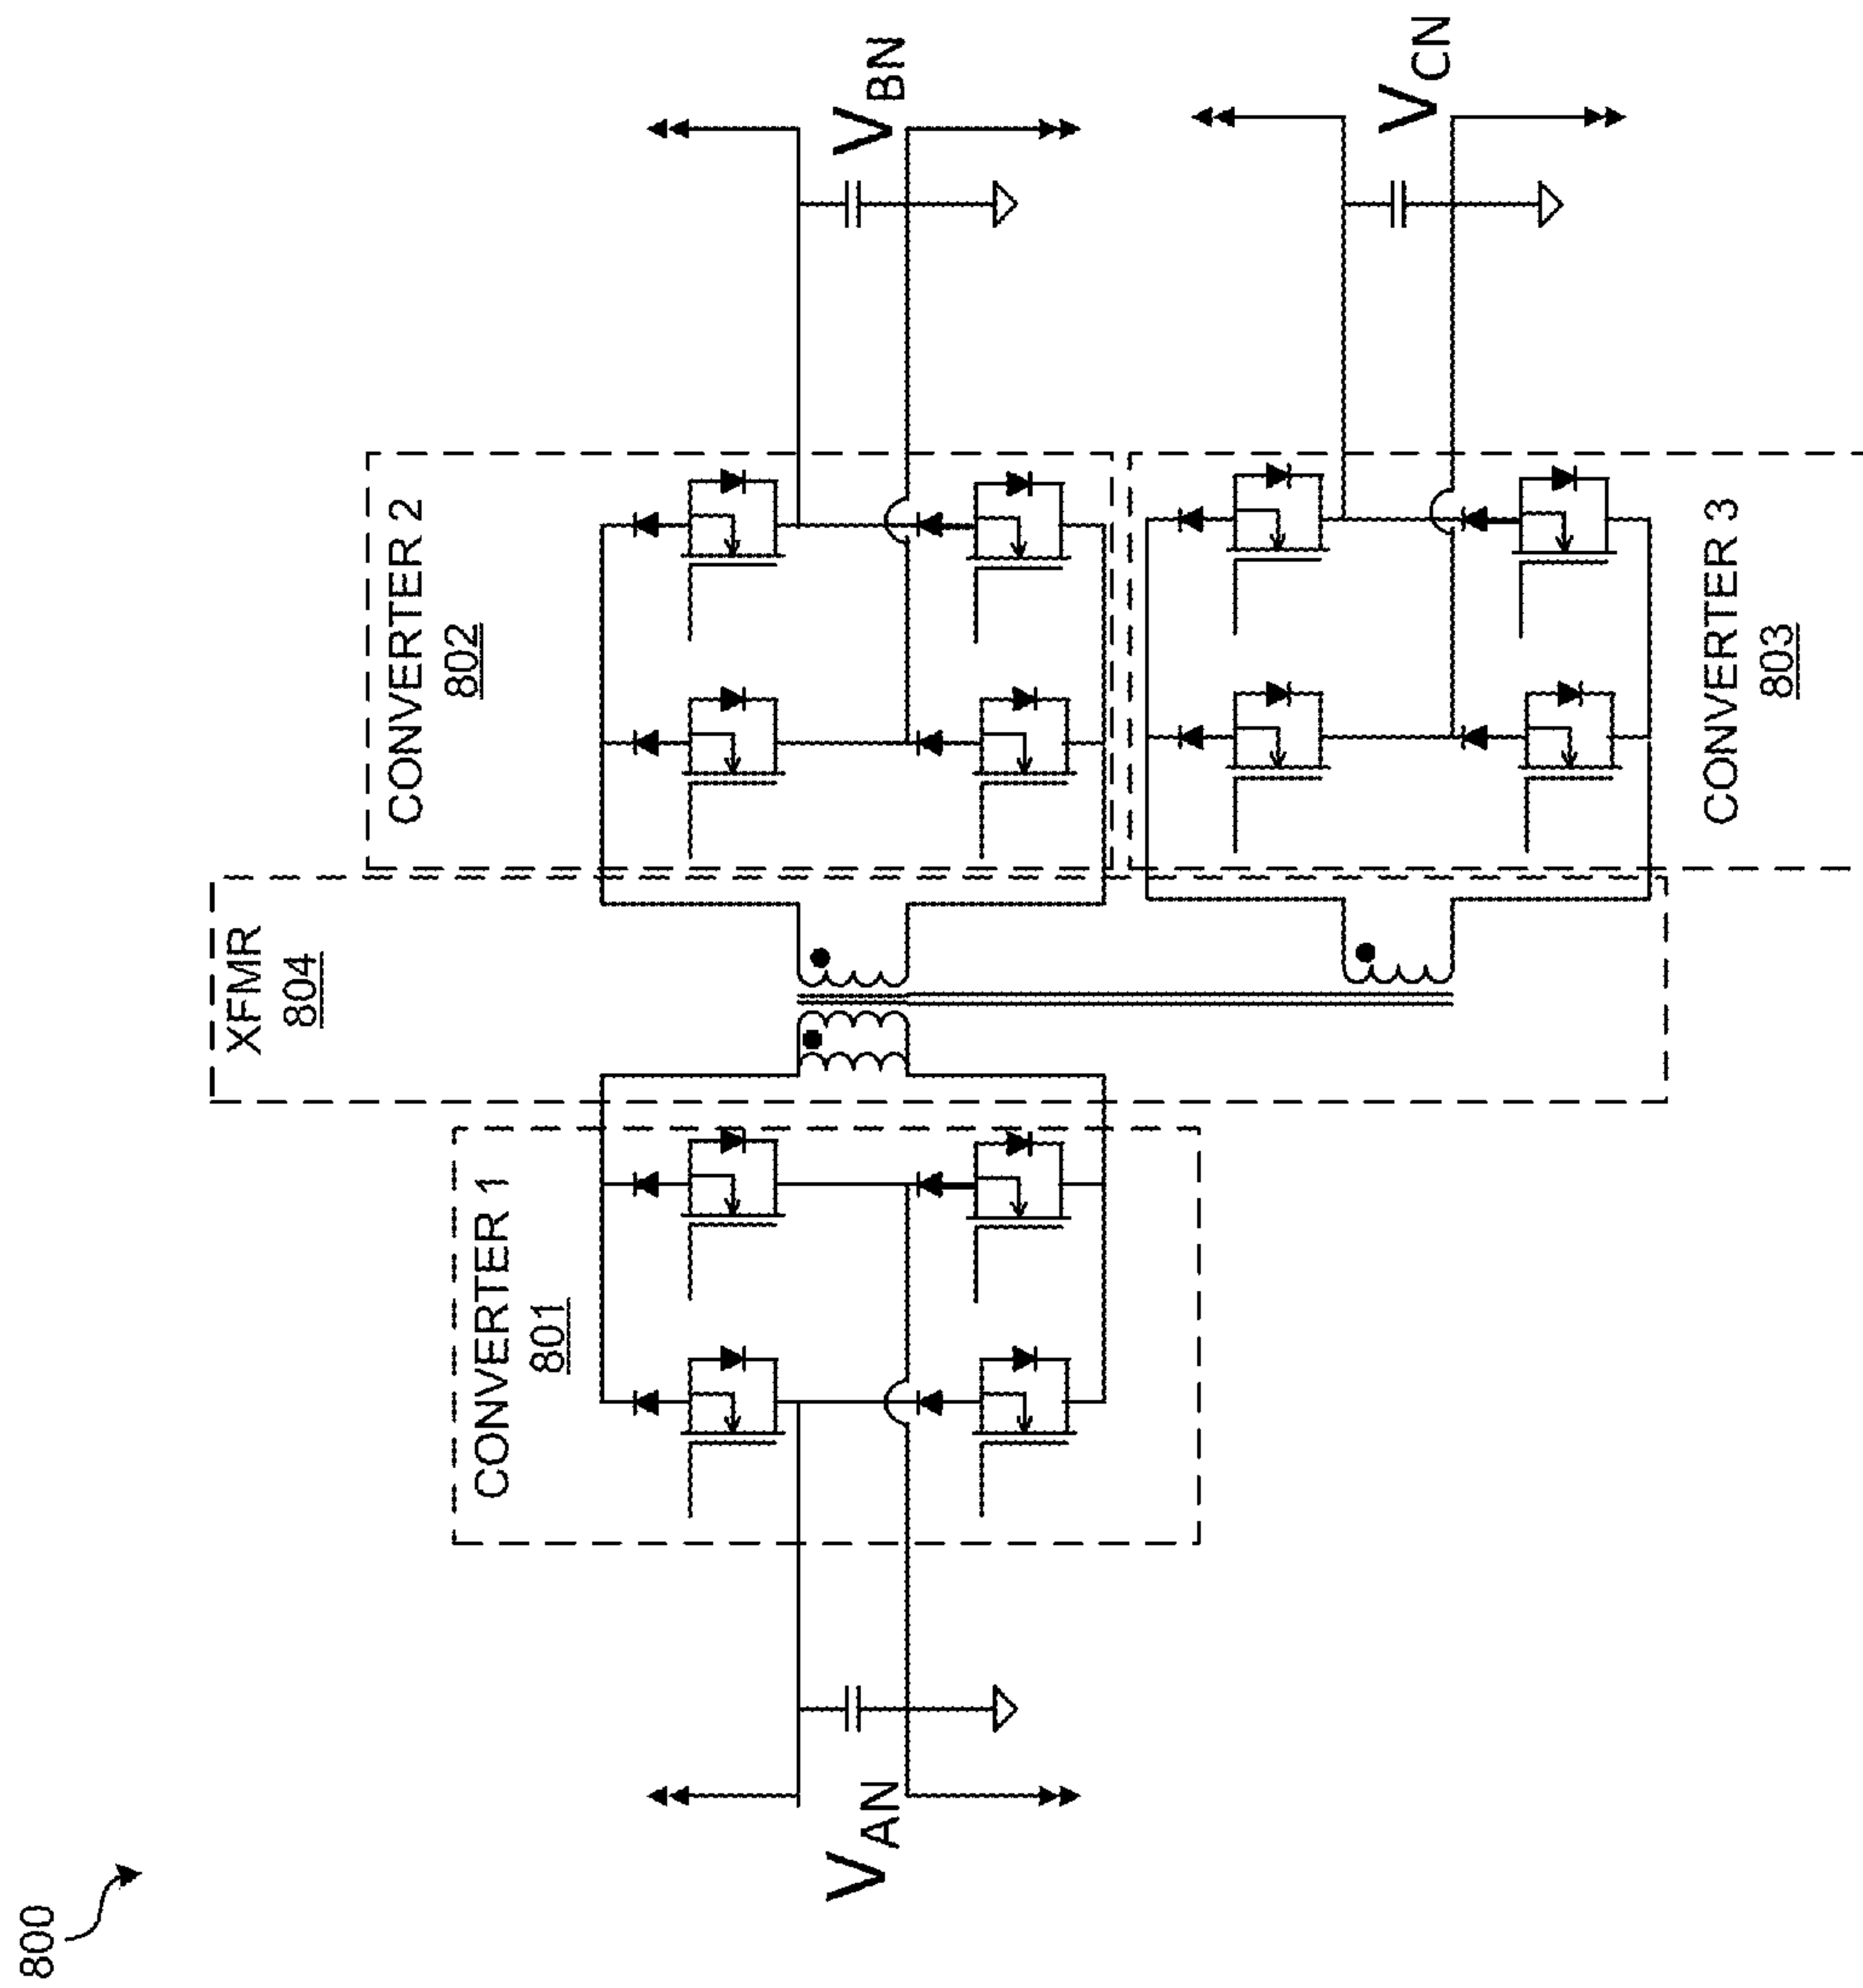 800
V_AN
CONVERTER 1
801
XFMR
804
CONVERTER 2
802
V_BN
CONVERTER 3
803
V_CN